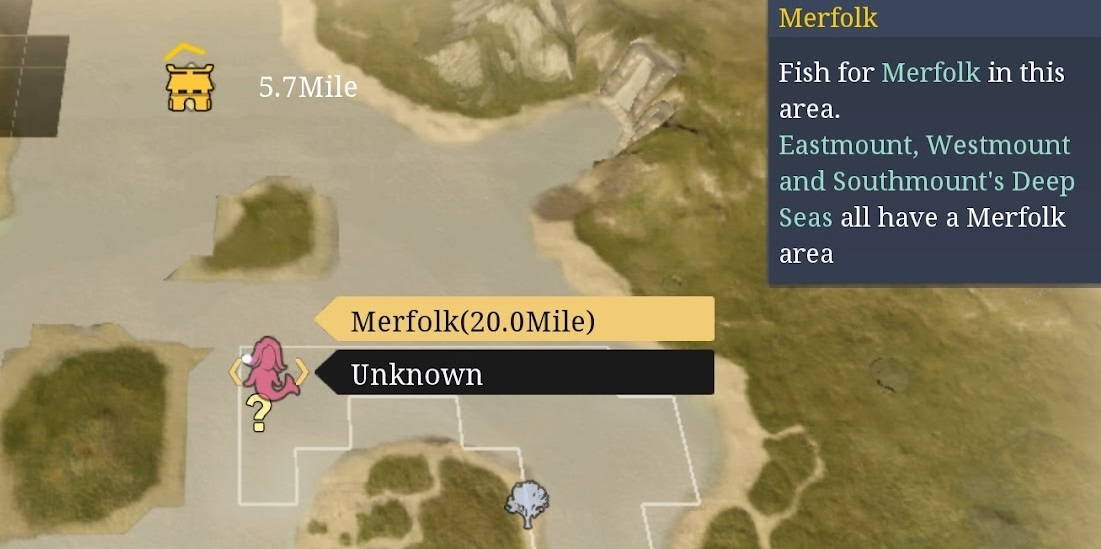 Merfolk
Fish for Merfolk in this
area.
Eastmount, Westmount
and Southmount's Deep
Seas all have a Merfolk
area
5.7Mile
Merfolk(20.0Mile)
Unknown
?